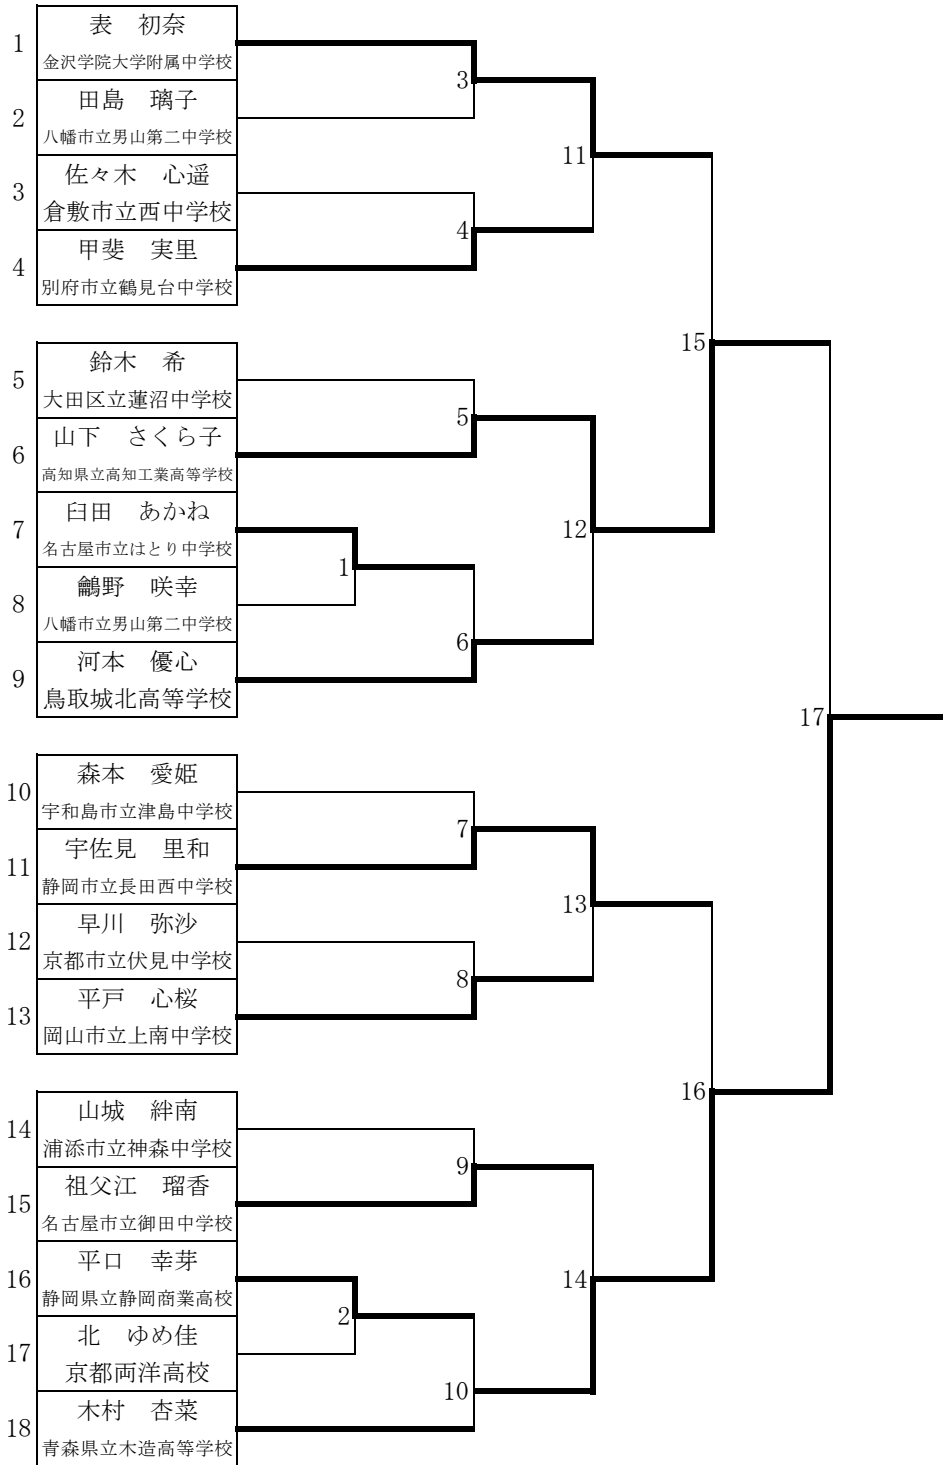 1
表　初奈
金沢学院大学附属中学校
2
田島　璃子
八幡市立男山第二中学校
3
佐々木　心遥
倉敷市立西中学校
4
甲斐　実里
別府市立鶴見台中学校
3
4
11
5
鈴木　希
大田区立蓮沼中学校
6
山下　さくら子
高知県立高知工業高等学校
7
臼田　あかね
名古屋市立はとり中学校
8
鸙野　咲幸
八幡市立男山第二中学校
9
河本　優心
鳥取城北高等学校
1
5
6
12
15
10
森本　愛姫
宇和島市立津島中学校
11
宇佐見　里和
静岡市立長田西中学校
12
早川　弥沙
京都市立伏見中学校
13
平戸　心桜
岡山市立上南中学校
7
8
13
17
14
山城　絆南
浦添市立神森中学校
15
祖父江　瑠香
名古屋市立御田中学校
16
平口　幸芽
静岡県立静岡商業高校
17
北　ゆめ佳
京都両洋高校
18
木村　杏菜
青森県立木造高等学校
2
9
10
14
16